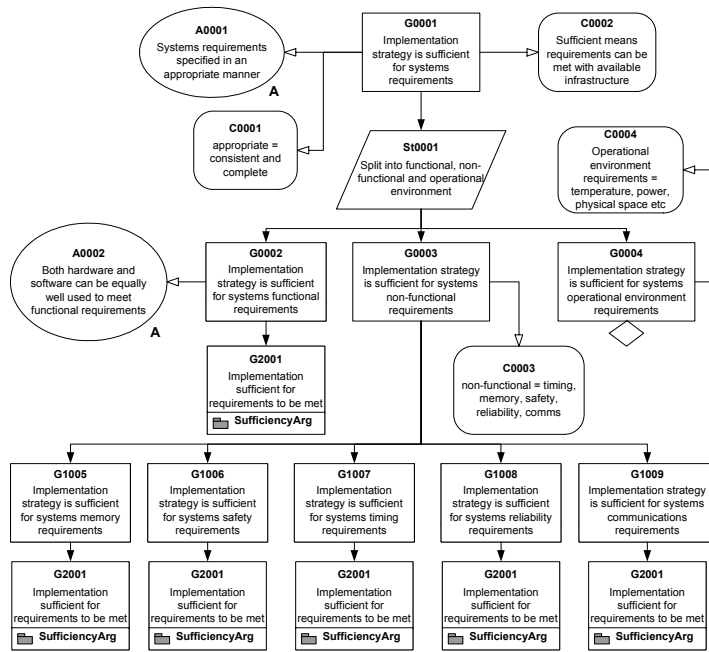 A0001
Systems requirements
specified in an
appropriate manner
A
G0001
Implementation
strategy is sufficient
for systems
requirements
C0002
Sufficient means
requirements can be
met with available
infrastructure
C0001
appropriate =
consistent and
complete
St0001
Split into functional, non-
functional and operational
environment
C0004
Operational
environment
requirements =
temperature, power,
physical space etc
A0002
Both hardware and
software can be equally
well used to meet
functional requirements
A
G0002
Implementation
strategy is sufficient
for systems functional
requirements
G0003
Implementation strategy
is sufficient for systems
non-functional
requirements
G0004
Implementation strategy
is sufficient for systems
operational environment
requirements
G2001
Implementation
sufficient for
requirements to be met
SufficiencyArg
C0003
non-functional = timing,
memory, safety,
reliability, comms
G1005
Implementation
strategy is sufficient
for systems memory
requirements
G1006
Implementation
strategy is sufficient
for systems safety
requirements
G1007
Implementation
strategy is sufficient
for systems timing
requirements
G1008
Implementation
strategy is sufficient
for systems reliability
requirements
G1009
Implementation strategy
is sufficient for systems
communications
requirements
G2001
Implementation
sufficient for
requirements to be met
SufficiencyArg
G2001
Implementation
sufficient for
requirements to be met
SufficiencyArg
G2001
Implementation
sufficient for
requirements to be met
SufficiencyArg
G2001
Implementation
sufficient for
requirements to be met
SufficiencyArg
G2001
Implementation
sufficient for
requirements to be met
SufficiencyArg